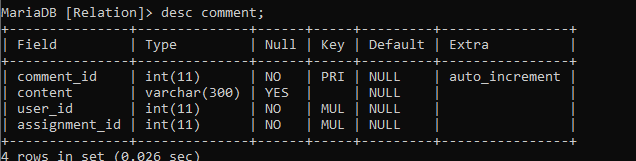 MariaDB [Relation]> desc comment;
+---------------+--------------+------+-----+---------+----------------+
| Field         | Type         | Null | Key | Default | Extra          |
+---------------+--------------+------+-----+---------+----------------+
| comment_id    | int(11)      | NO   | PRI | NULL    | auto_increment |
| content       | varchar(300) | YES  |     | NULL    |                |
| user_id       | int(11)      | NO   | MUL | NULL    |                |
| assignment_id | int(11)      | NO   | MUL | NULL    |                |
+---------------+--------------+------+-----+---------+----------------+
4 rows in set (0.026 sec)